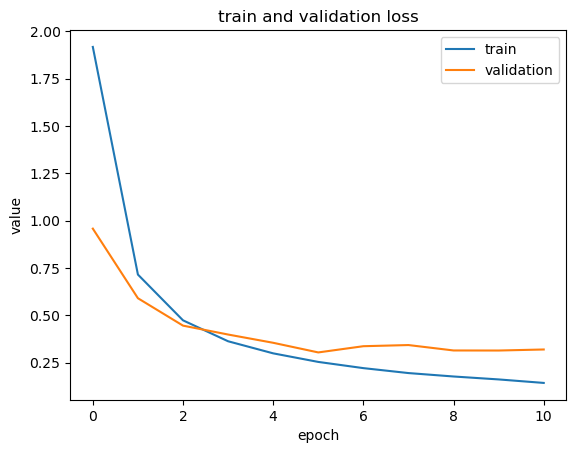 train and validation loss
2.00
1.75
1.50
1.25
1.00
0.75
0.50
0.25
value
train
validation
0 2 4 6 8 10
epoch